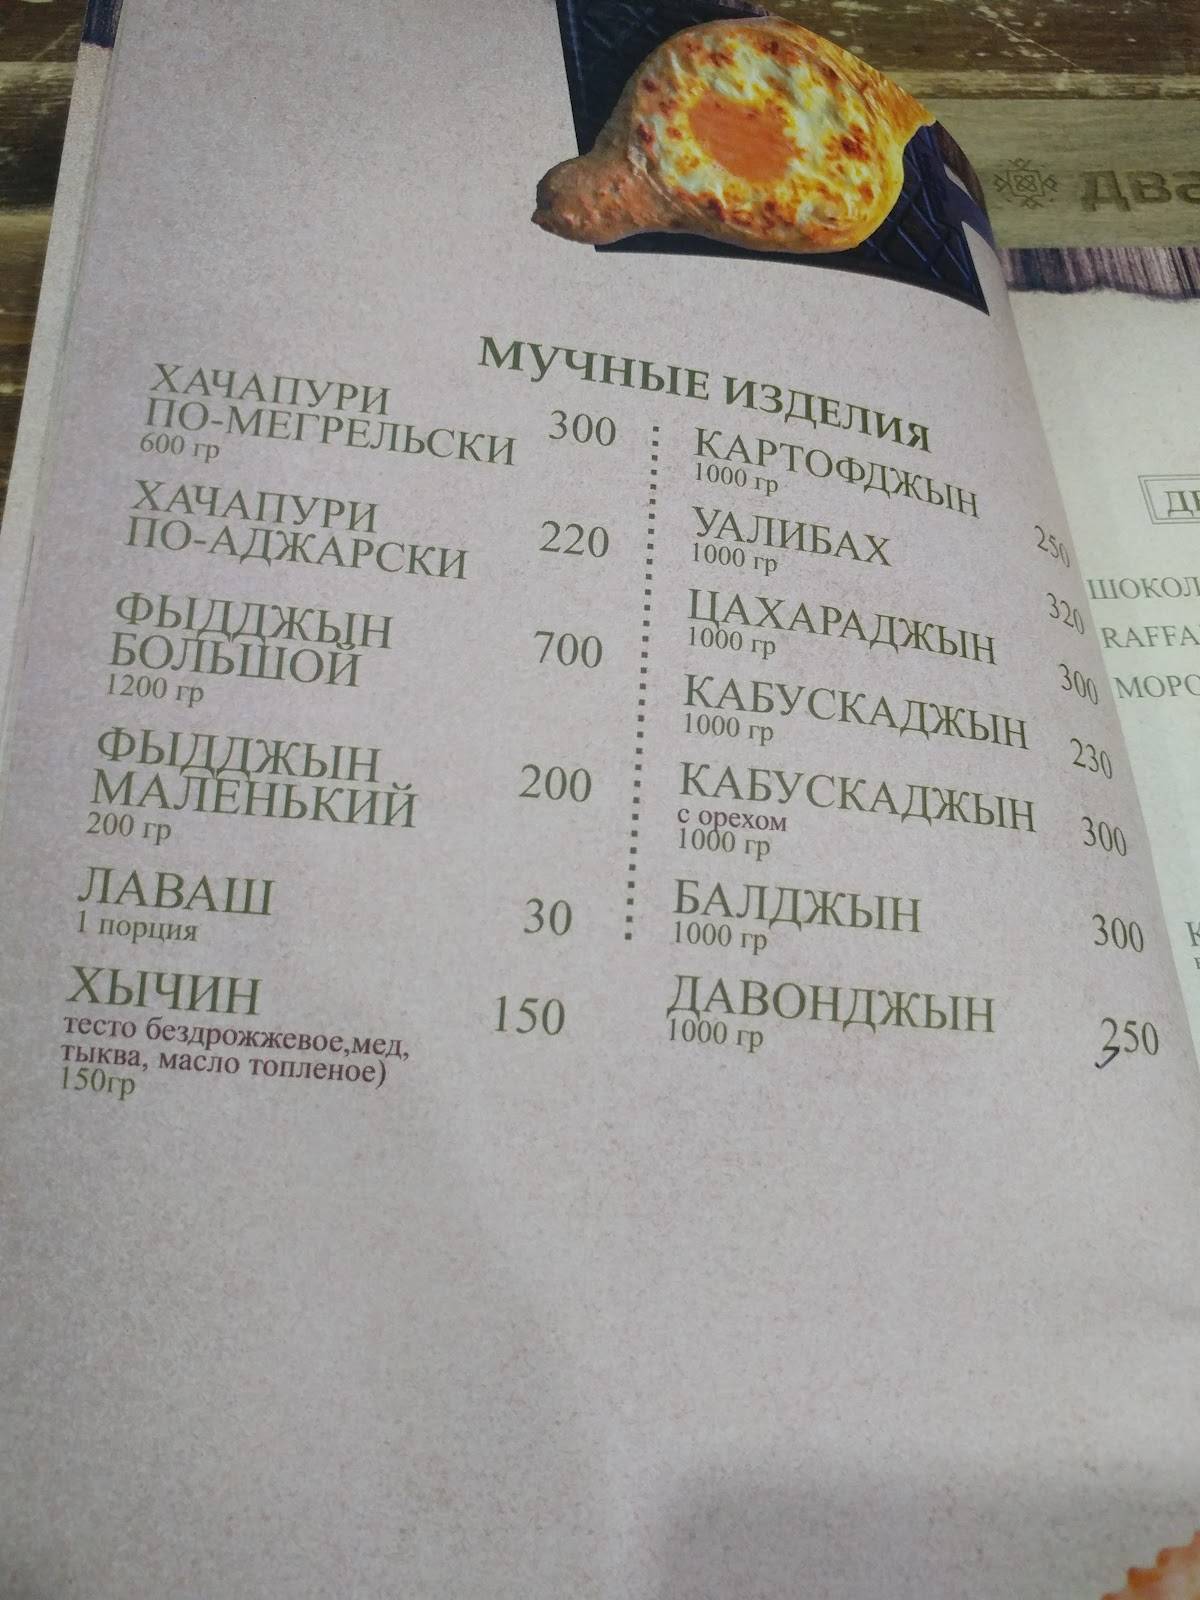 два
МУЧНЫЕ ИЗДЕЛИЯ
ХАЧАПУРИ
ПО-МЕГРЕЛЬСКИ 300
600 гр
ХАЧАПУРИ
ПО-АДЖАРСКИ 220
ФЫДДЖЫН
БОЛЬШОЙ 700
1200 гр
ФЫДДЖЫН
МАЛЕНЬКИЙ 200
200 гр
ЛАВАШ 30
1 порция
ХЫЧИН 150
тесто бездрожжевое,мед,
тыква, масло топленое)
150гр
КАРТОФДЖЫН 250
1000 гр
УАЛИБАХ 320
1000 гр
ЦАХАРАДЖЫН 300
1000 гр
КАБУСКАДЖЫН 230
1000 гр
КАБУСКАДЖЫН 300
с орехом
1000 гр
БАЛДЖЫН 300
1000 гр
ДАВОНДЖЫН 250
1000 гр
ШОКОЛ
RAFFA
МОРО